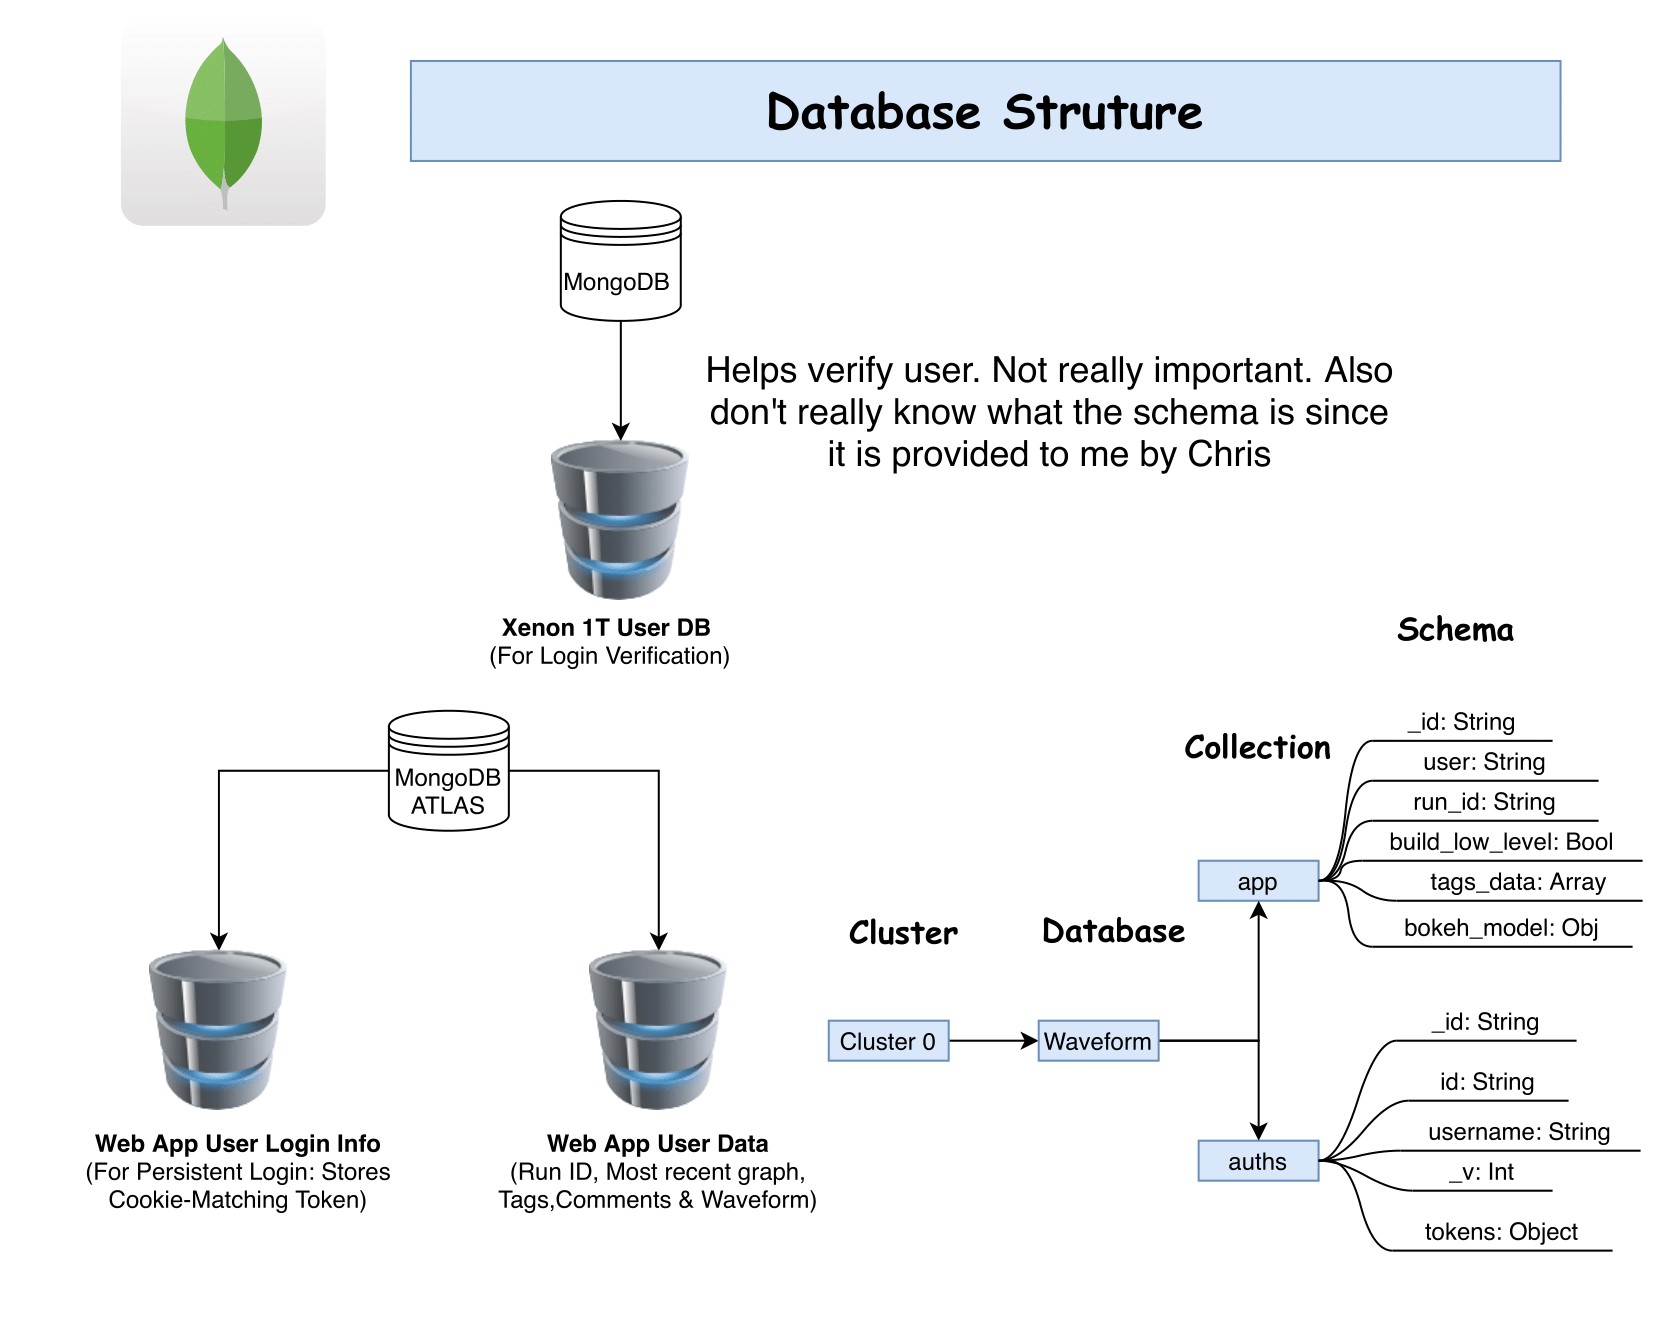 Database Struture
MongoDB
Helps verify user. Not really important. Also
don't really know what the schema is since
it is provided to me by Chris
Xenon 1T User DB
(For Login Verification)
MongoDB
ATLAS
Web App User Login Info
(For Persistent Login: Stores
Cookie-Matching Token)
Web App User Data
(Run ID, Most recent graph,
Tags,Comments & Waveform)
Cluster
Cluster 0
Database
Waveform
Collection
app
auths
Schema
_id: String
user: String
run_id: String
build_low_level: Bool
tags_data: Array
bokeh_model: Obj
_id: String
id: String
username: String
_v: Int
tokens: Object